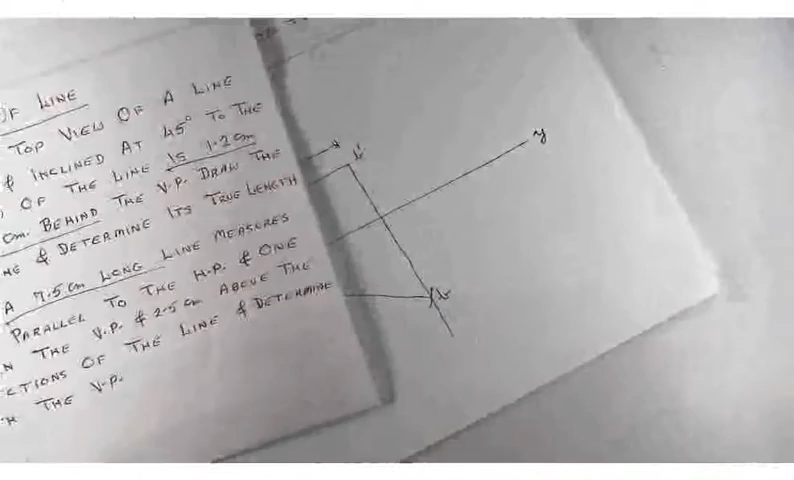 OF LINE
TOP VIEW OF A LINE
& INCLINED AT 45° TO THE
OF THE LINE IS 1.2 cm
cm BEHIND THE V.P. DRAW THE
& DETERMINE ITS TRUE LENGTH
A 7.5 cm LONG LINE MEASURES
PARALLEL TO THE H.P. & ONE
THE V.P. & 2.5 cm ABOVE THE
OF THE LINE & DETERMINE
THE V.P.
b'
y
b